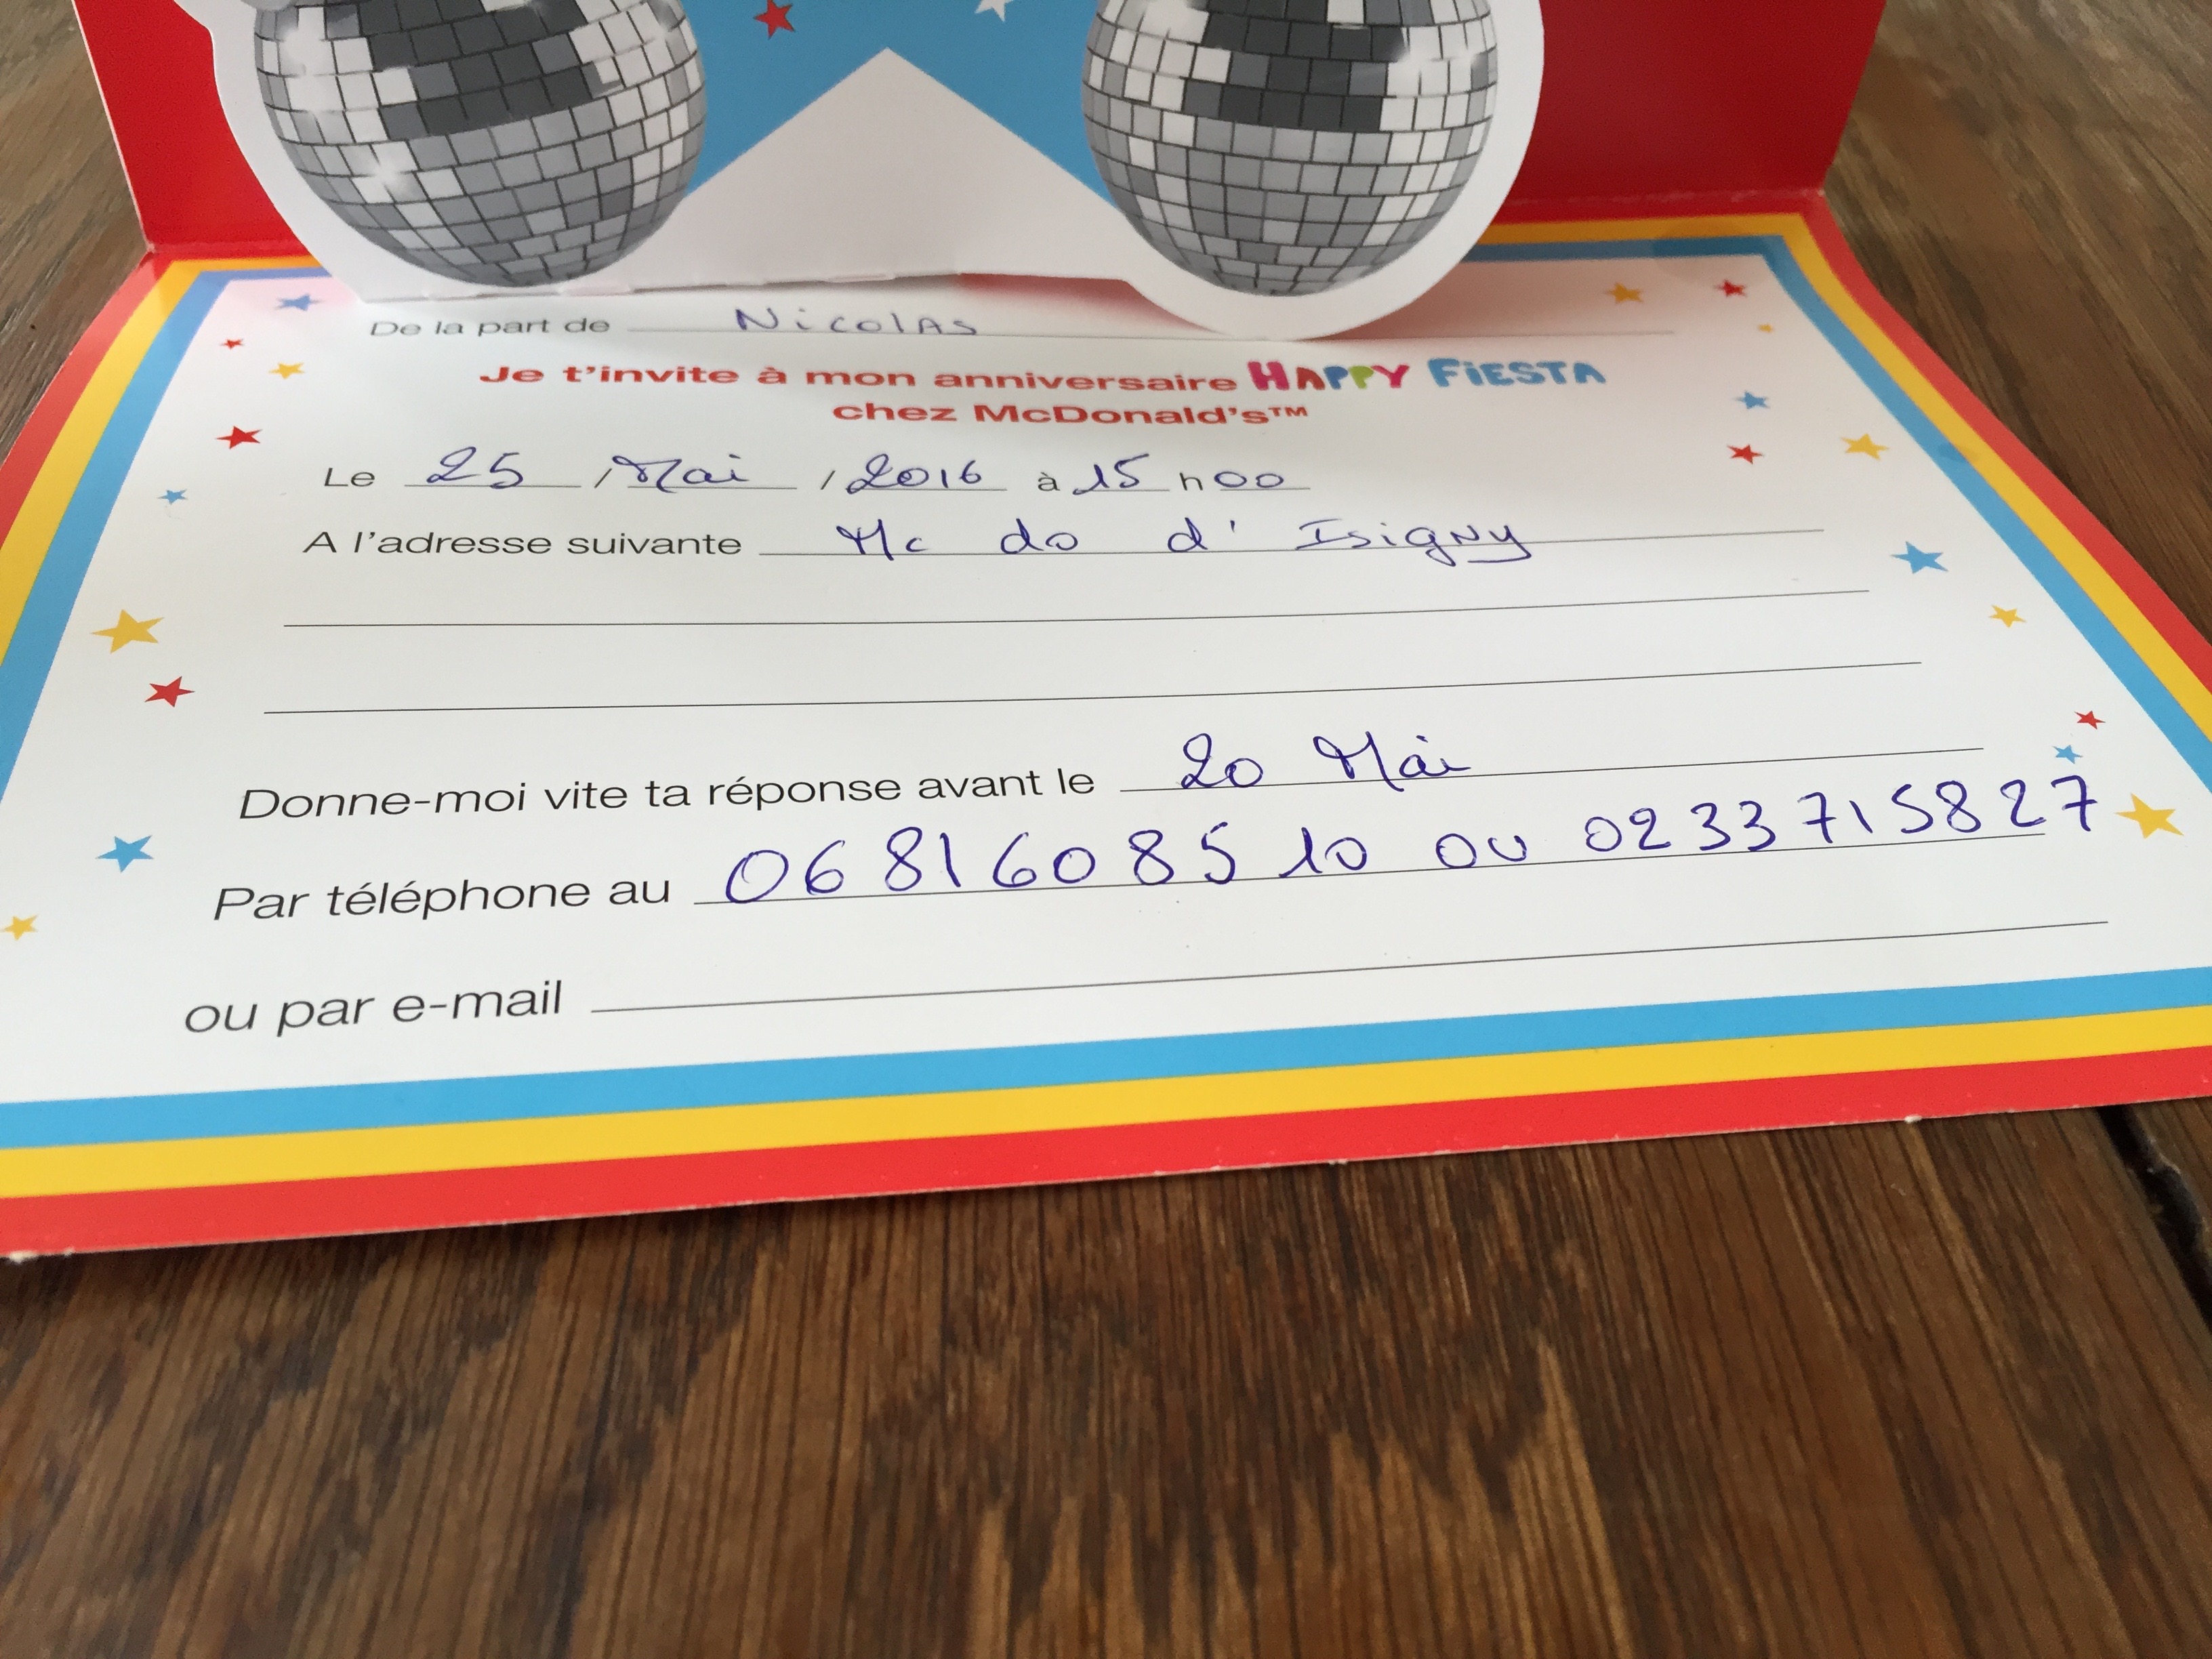 De la part de Nicolas
Je t'invite à mon anniversaire HAPPY FiESTA
chez McDonald's™
Le 25 / Mai / 2016 à 15 h 00
A l'adresse suivante Mc do d' Isigny
Donne-moi vite ta réponse avant le 20 Mai
Par téléphone au 06 81 60 85 10 ou 02 33 71 58 27
ou par e-mail